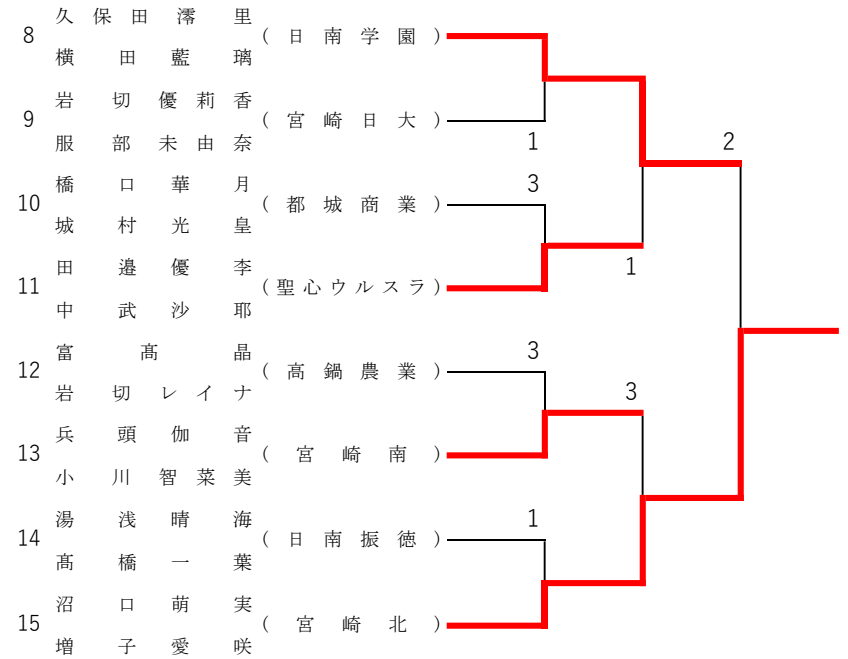 久保田澪里
8 (日南学園)
横田藍璃
岩切優莉香
9 (宮崎日大)
服部未由奈
1 2
橋口華月
3
10 (都城商業)
城村光皇
田邉優李
1
11 (聖心ウルスラ)
中武沙耶
富髙晶
3
12 (高鍋農業)
岩切レイナ
3
兵頭伽音
13 (宮崎南)
小川智菜美
湯浅晴海
1
14 (日南振徳)
髙橋一葉
沼口萌実
15 (宮崎北)
増子愛咲